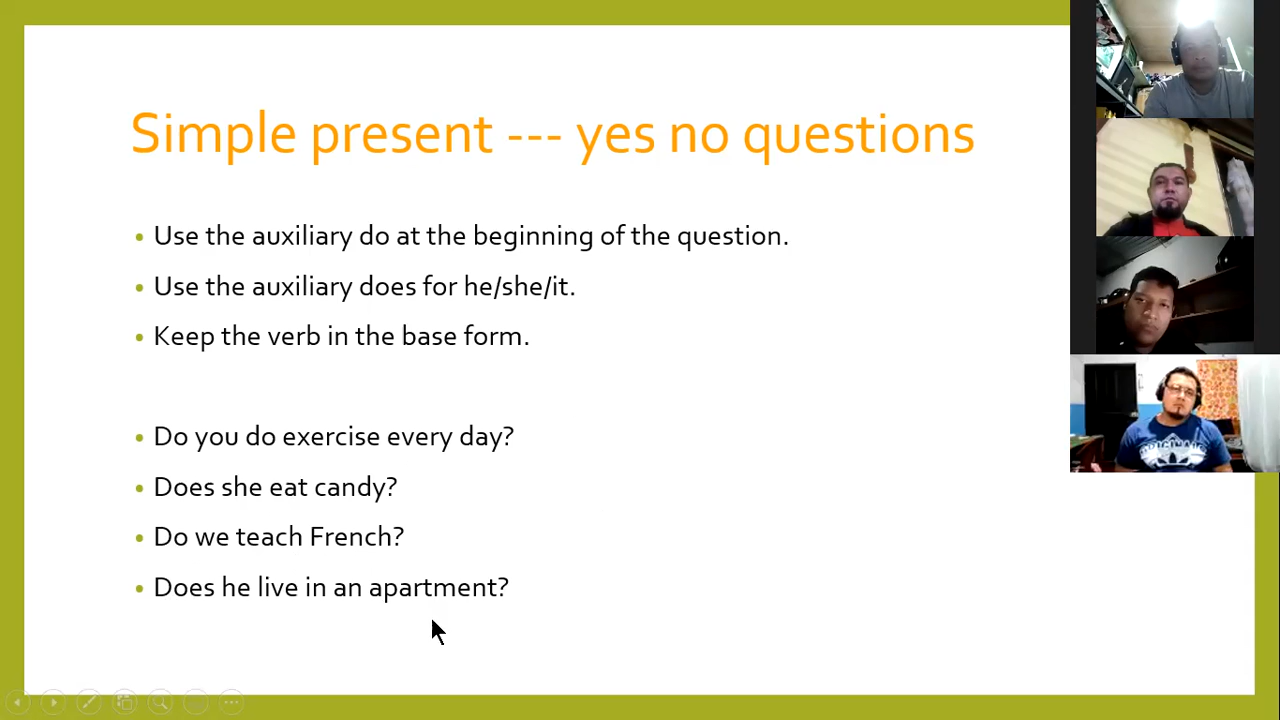 Simple present --- yes no questions
• Use the auxiliary do at the beginning of the question.
• Use the auxiliary does for he/she/it.
• Keep the verb in the base form.
• Do you do exercise every day?
• Does she eat candy?
• Do we teach French?
• Does he live in an apartment?
ORIGINALS